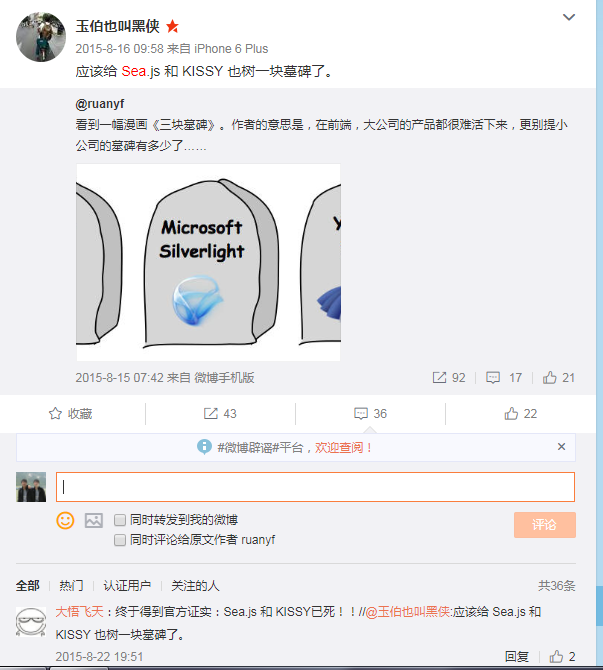 玉伯也叫黑侠
2015-8-16 09:58 来自 iPhone 6 Plus
应该给 Sea.js 和 KISSY 也树一块墓碑了。
@ruanyf
看到一幅漫画《三块墓碑》。作者的意思是，在前端，大公司的产品都很难活下来，更别提小
公司的墓碑有多少了……
Microsoft
Silverlight
Y
2015-8-15 07:42 来自 微博手机版
92
17
21
收藏
43
36
22
#微博辟谣#平台，欢迎查阅！
同时转发到我的微博
评论
同时评论给原文作者 ruanyf
全部
热门
认证用户
关注的人
共36条
大悟飞天：终于得到官方证实：Sea.js 和 KISSY已死！！//@玉伯也叫黑侠:应该给 Sea.js 和
KISSY 也树一块墓碑了。
2015-8-22 19:51
回复
2